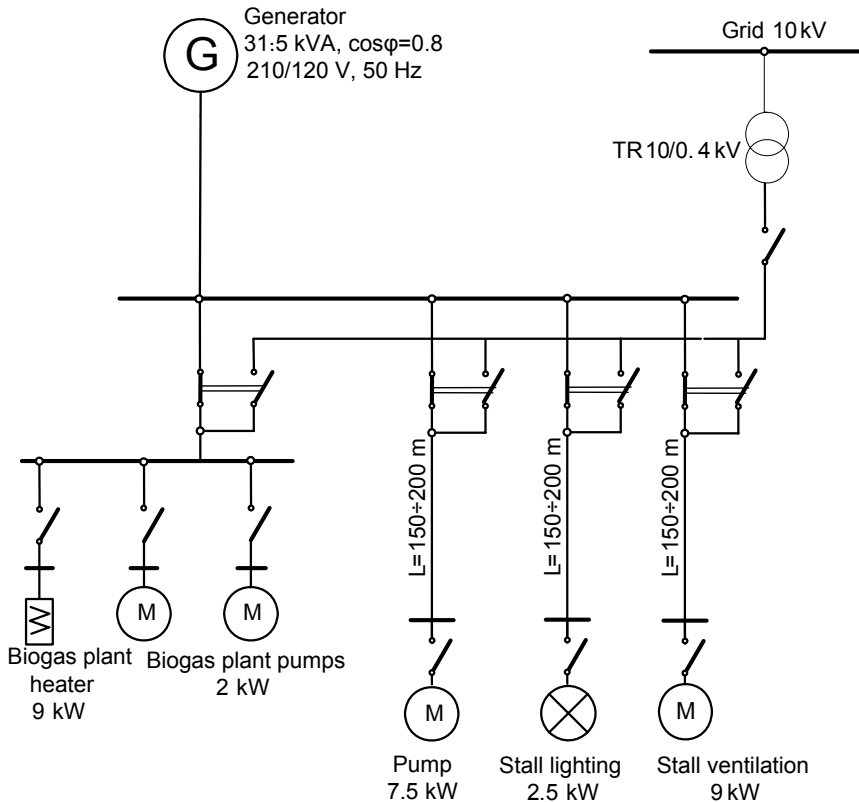 Generator
31:5 kVA, cosφ=0.8
210/120 V, 50 Hz
G
Grid 10 kV
TR 10/0. 4 kV
L=150÷200 m
L=150÷200 m
L=150÷200 m
M
M
Biogas plant
heater
9 kW
Biogas plant pumps
2 kW
M
M
Pump
7.5 kW
Stall lighting
2.5 kW
Stall ventilation
9 kW